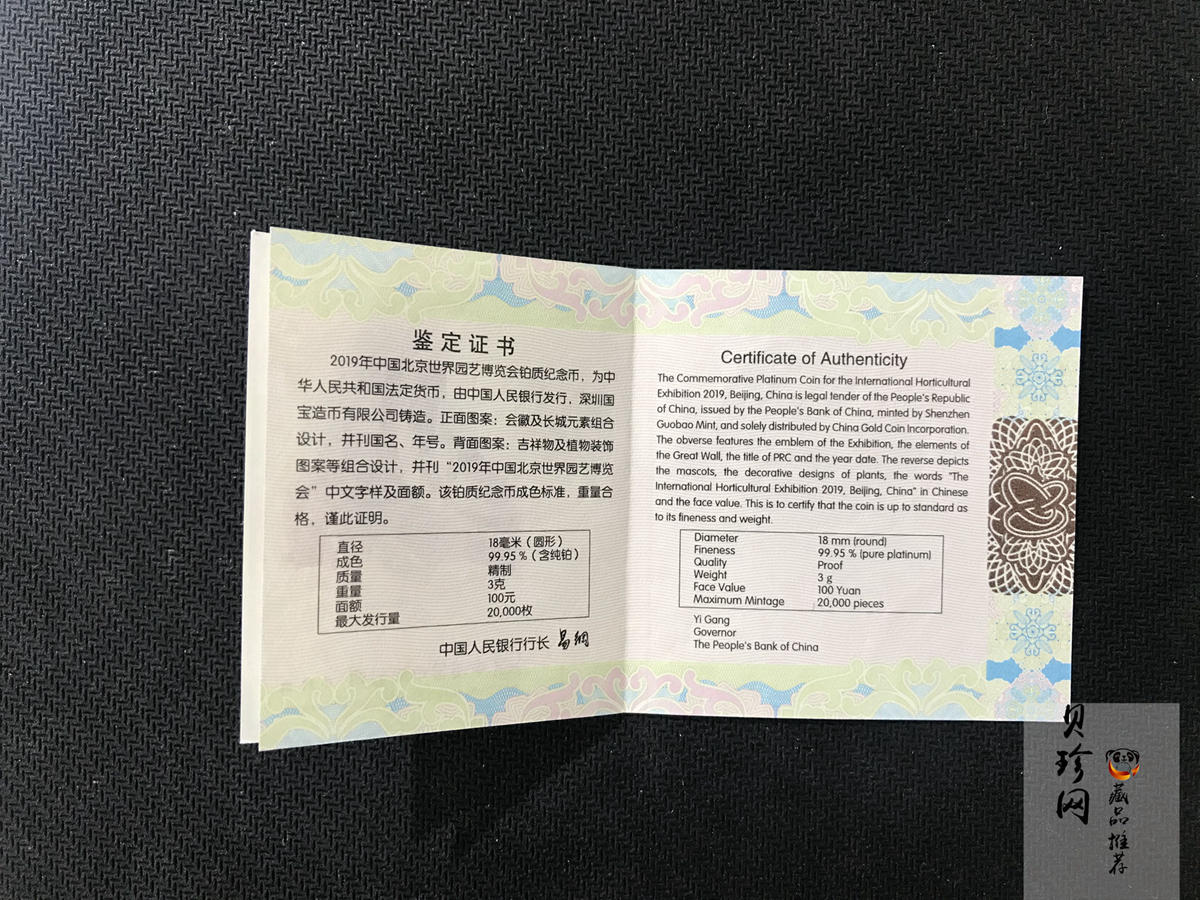 鉴定证书
2019年中国北京世界园艺博览会铂质纪念币，为中
华人民共和国法定货币，由中国人民银行发行，深圳国
宝造币有限公司铸造。正面图案：会徽及长城元素组合
设计，并刊国名、年号。背面图案：吉祥物及植物装饰
图案等组合设计，并刊“2019年中国北京世界园艺博览
会”中文字样及面额。该铂质纪念币成色标准，重量合
格，谨此证明。
直径 18毫米（圆形）
成色 99.95 %（含纯铂）
质量 精制
重量 3克
面额 100元
最大发行量 20,000枚
中国人民银行行长 易纲
Certificate of Authenticity
The Commemorative Platinum Coin for the International Horticultural
Exhibition 2019, Beijing, China is legal tender of the People's Republic
of China, issued by the People's Bank of China, minted by Shenzhen
Guobao Mint, and solely distributed by China Gold Coin Incorporation.
The obverse features the emblem of the Exhibition, the elements of
the Great Wall, the title of PRC and the year date. The reverse depicts
the mascots, the decorative designs of plants, the words "The
International Horticultural Exhibition 2019, Beijing, China" in Chinese
and the face value. This is to certify that the coin is up to standard as
to its fineness and weight.
Diameter 18 mm (round)
Fineness 99.95 % (pure platinum)
Quality Proof
Weight 3 g
Face Value 100 Yuan
Maximum Mintage 20,000 pieces
Yi Gang
Governor
The People's Bank of China
贝珍网
藏品推荐